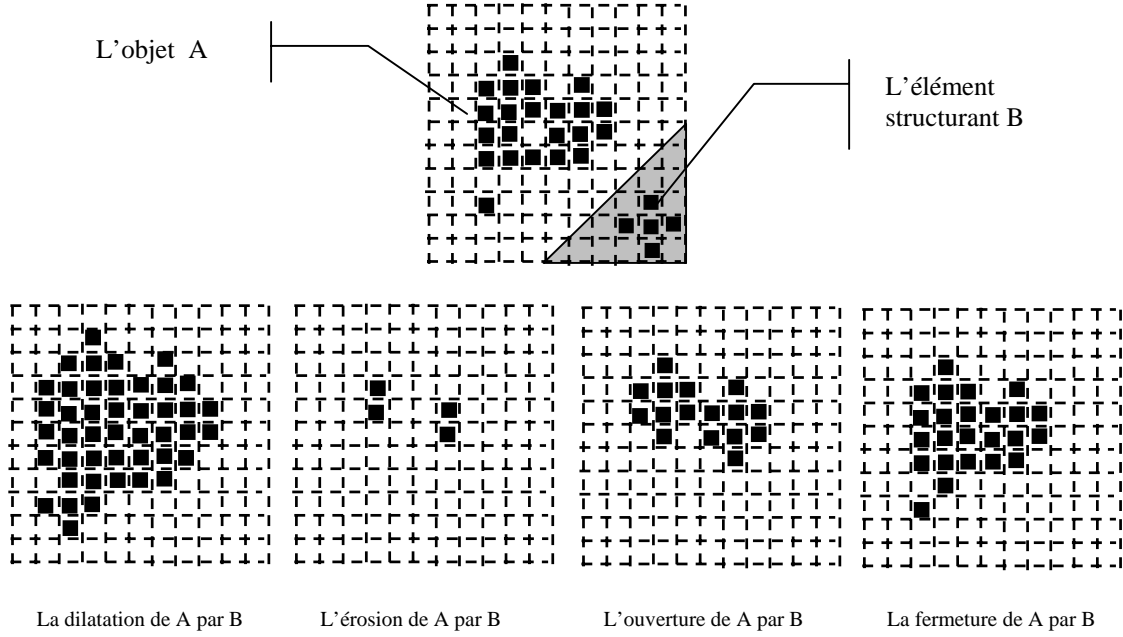 L'objet A
L'élément
structurant B
La dilatation de A par B
L'érosion de A par B
L'ouverture de A par B
La fermeture de A par B